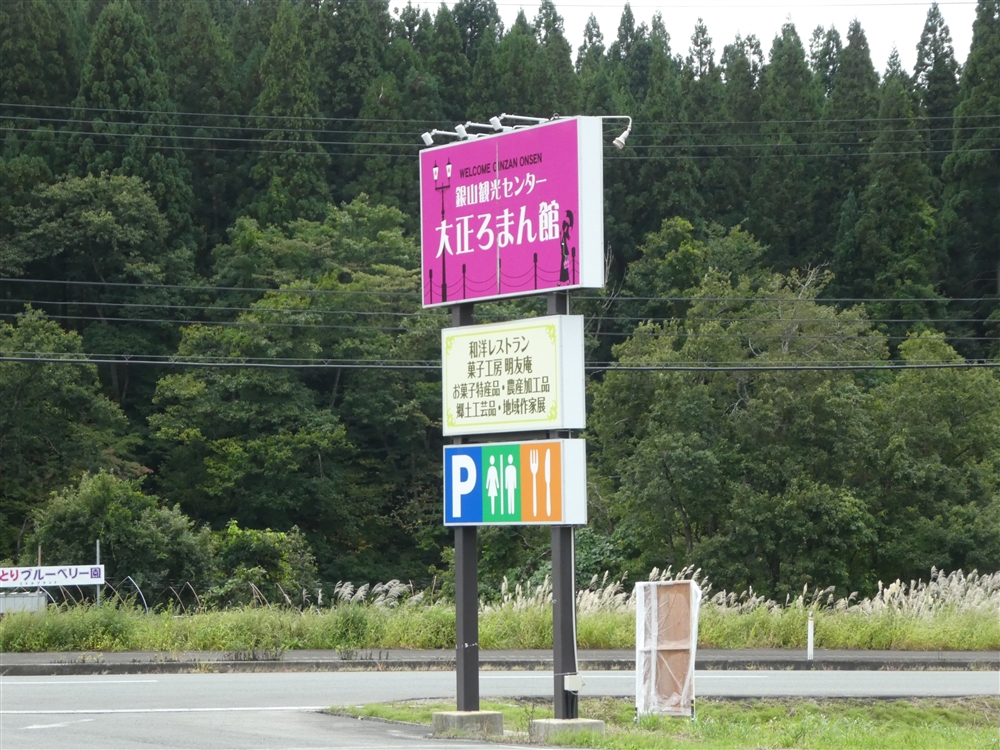 WELCOME GINZAN ONSEN
銀山観光センター
大正ろまん館
和洋レストラン
菓子工房 明友庵
お菓子特産品・農産加工品
郷土工芸品・地域作家展
P
とりブルーベリー園